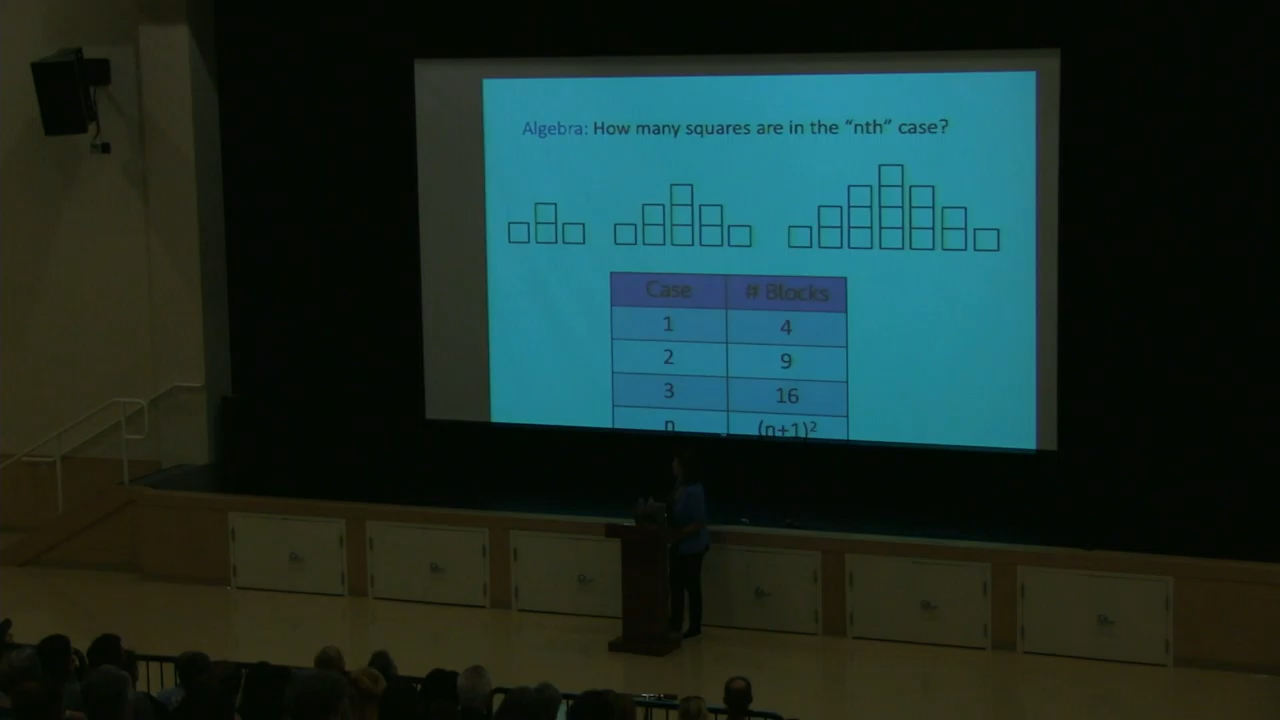 Algebra: How many squares are in the “nth” case?
Case # Blocks
1 4
2 9
3 16
n (n+1)²